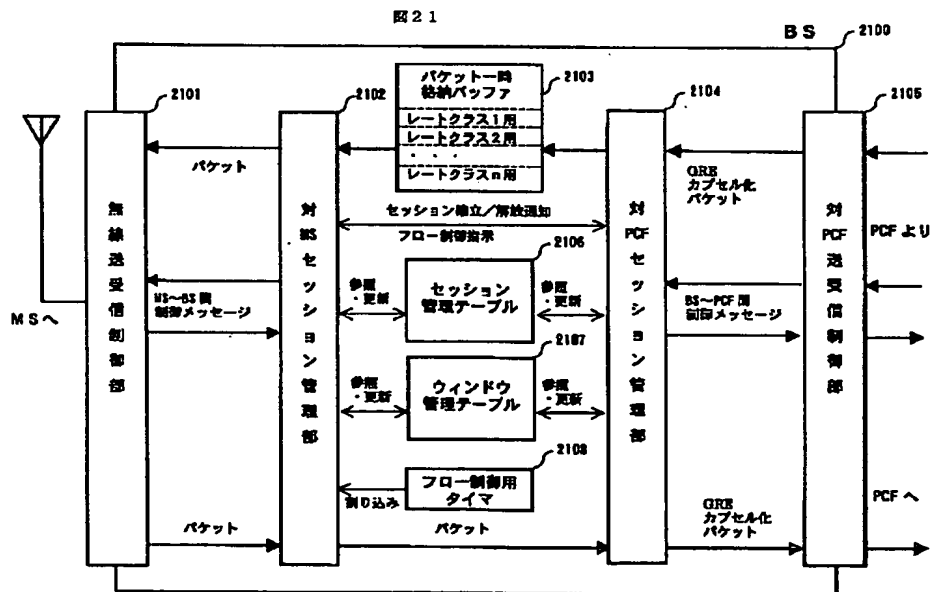 図21
BS
2100
パケット一時
格納バッファ
2103
レートクラス1用
レートクラス2用
・・・
レートクラスn用
2101
2102
2104
2105
パケット
GRE
カプセル化
パケット
PCFより
セッション確立/解放通知
フロー制御指示
無線送受信制御部
対MSセッション管理部
対PCFセッション管理部
対PCF送受信制御部
MSへ
MS~BS間
制御メッセージ
参照
・更新
2106
セッション
管理テーブル
参照
・更新
BS~PCF間
制御メッセージ
参照
・更新
2107
ウィンドウ
管理テーブル
参照
・更新
2108
フロー制御用
タイマ
割り込み
パケット
パケット
GRE
カプセル化
パケット
PCFへ